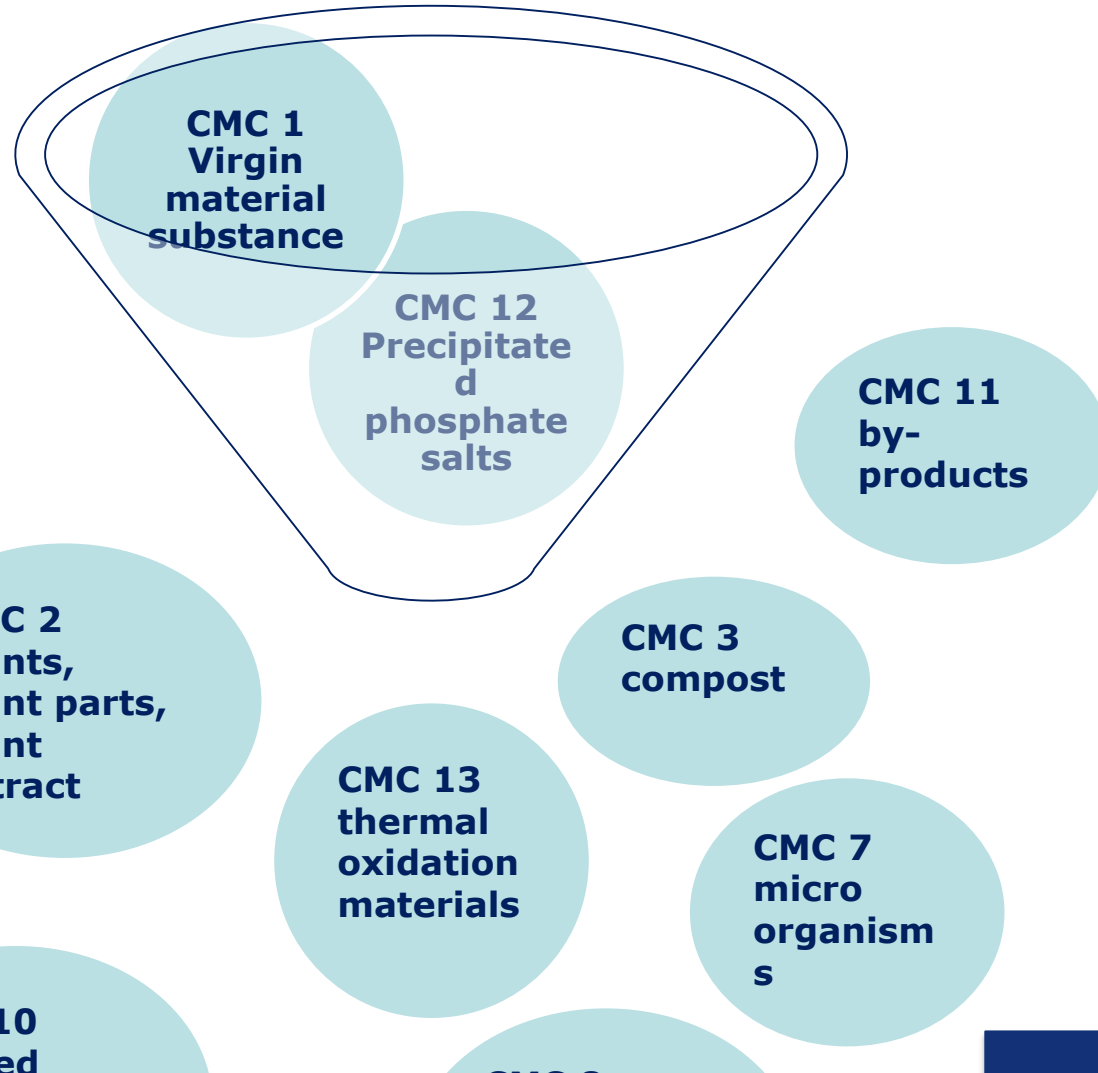 CMC 1
Virgin
material
substance
CMC 12
Precipitate
d
phosphate
salts
CMC 11
by-
products
C 2
nts,
nt parts,
nt
tract
CMC 3
compost
CMC 13
thermal
oxidation
materials
CMC 7
micro
organism
s
10
ed